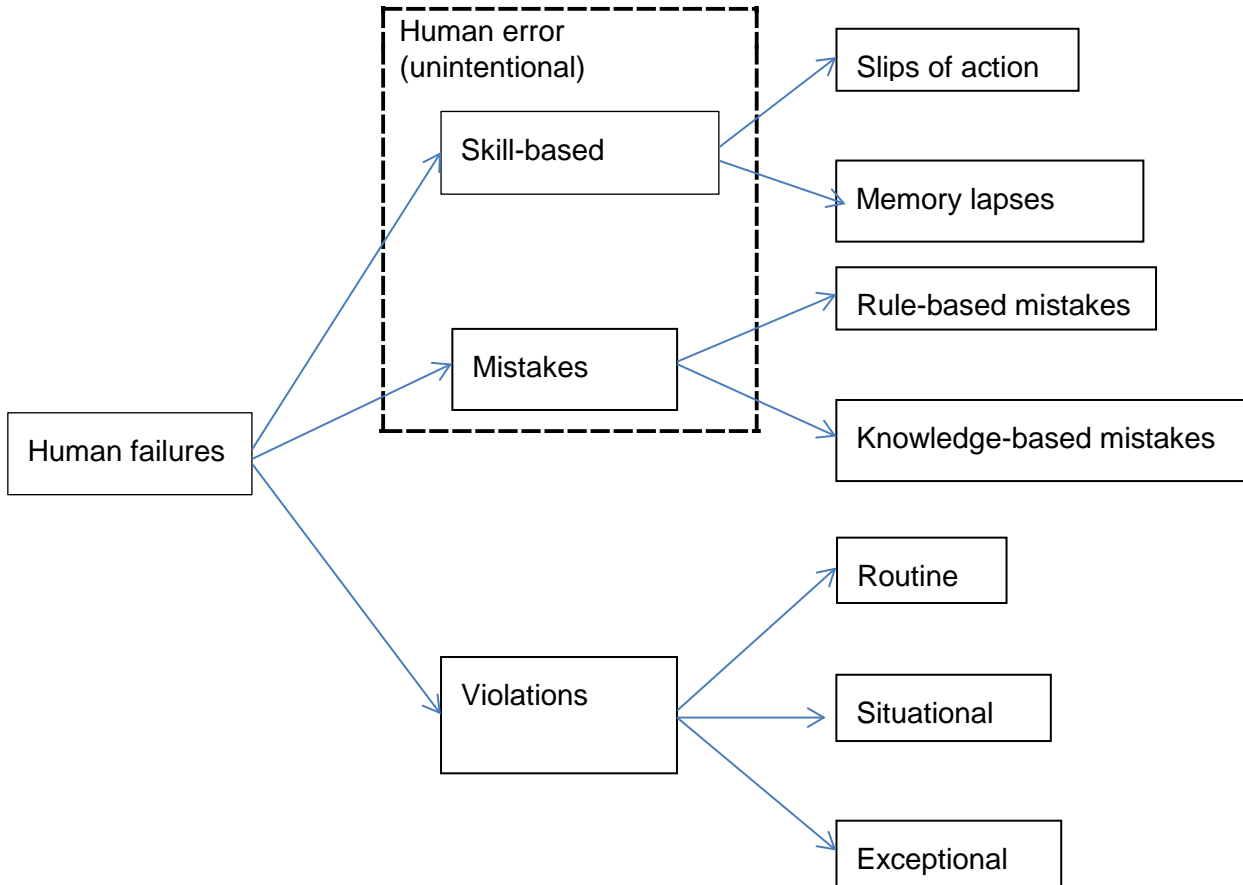 Human error
(unintentional)
Slips of action
Skill-based
Memory lapses
Rule-based mistakes
Mistakes
Knowledge-based mistakes
Human failures
Routine
Violations
Situational
Exceptional